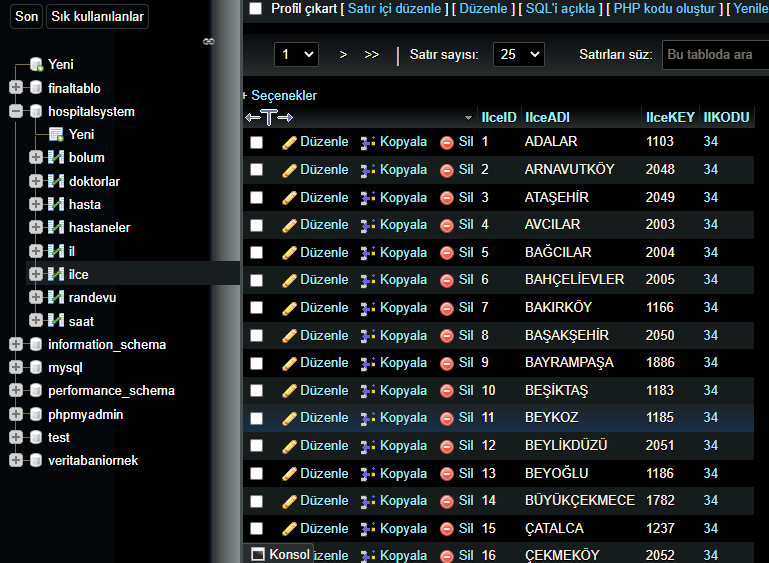 Son Sık kullanılanlar
Yeni
finaltablo
hospitalsystem
Yeni
bolum
doktorlar
hasta
hastaneler
il
ilce
randevu
saat
information_schema
mysql
performance_schema
phpmyadmin
test
veritabaniornek
Profil çıkart [ Satır içi düzenle ] [ Düzenle ] [ SQL'i açıkla ] [ PHP kodu oluştur ] [ Yenile
1 > >> | Satır sayısı: 25 Satırları süz: Bu tabloda ara
+ Seçenekler
IlceID IlceADI IlceKEY IlKODU
Düzenle Kopyala Sil 1 ADALAR 1103 34
Düzenle Kopyala Sil 2 ARNAVUTKÖY 2048 34
Düzenle Kopyala Sil 3 ATAŞEHİR 2049 34
Düzenle Kopyala Sil 4 AVCILAR 2003 34
Düzenle Kopyala Sil 5 BAĞCILAR 2004 34
Düzenle Kopyala Sil 6 BAHÇELİEVLER 2005 34
Düzenle Kopyala Sil 7 BAKIRKÖY 1166 34
Düzenle Kopyala Sil 8 BAŞAKŞEHİR 2050 34
Düzenle Kopyala Sil 9 BAYRAMPAŞA 1886 34
Düzenle Kopyala Sil 10 BEŞİKTAŞ 1183 34
Düzenle Kopyala Sil 11 BEYKOZ 1185 34
Düzenle Kopyala Sil 12 BEYLİKDÜZÜ 2051 34
Düzenle Kopyala Sil 13 BEYOĞLU 1186 34
Düzenle Kopyala Sil 14 BÜYÜKÇEKMECE 1782 34
Düzenle Kopyala Sil 15 ÇATALCA 1237 34
Konsol izenle Kopyala Sil 16 ÇEKMEKÖY 2052 34